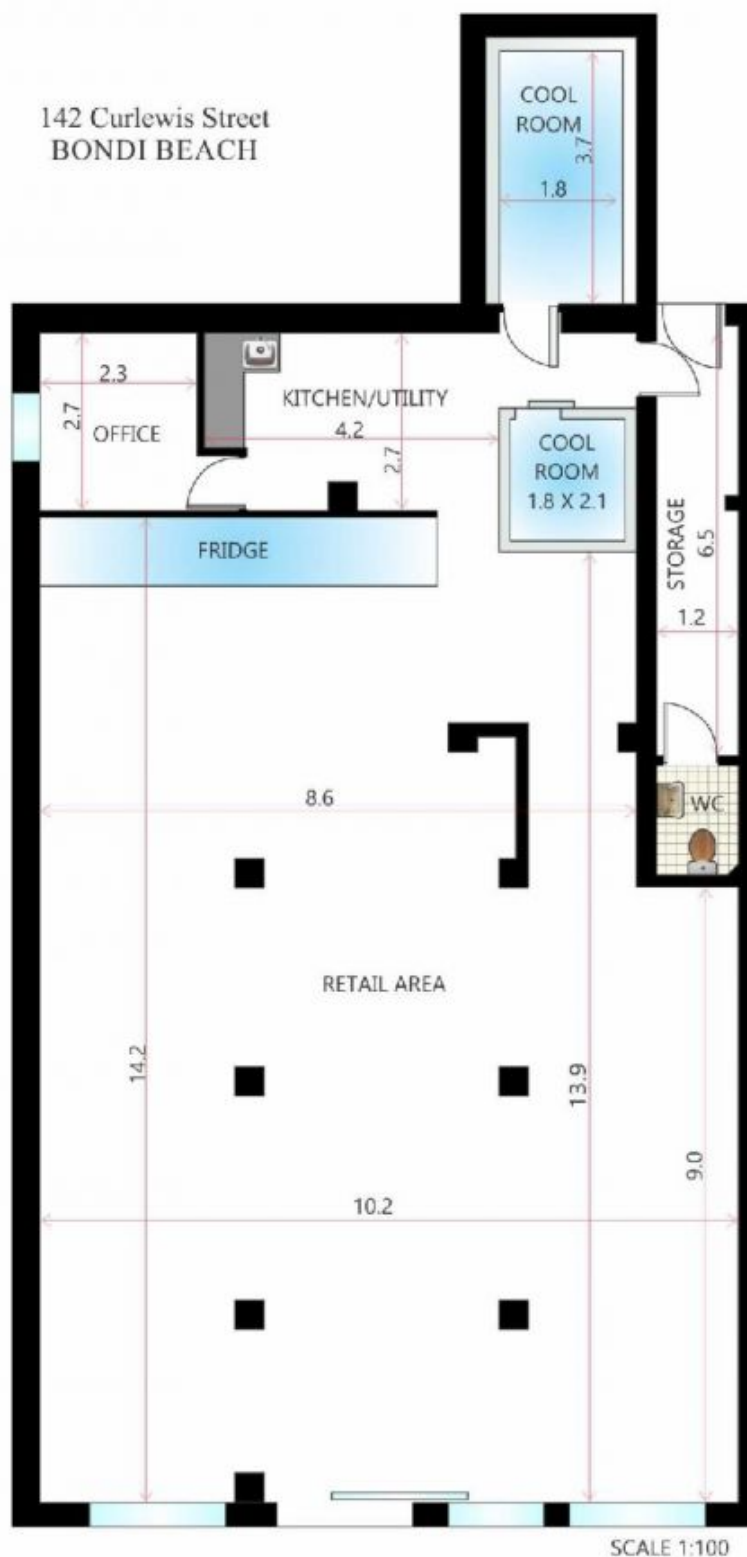 142 Curlewis Street
BONDI BEACH
COOL
ROOM
3.7
1.8
2.3
2.7
OFFICE
KITCHEN/UTILITY
4.2
2.7
COOL
ROOM
1.8 X 2.1
FRIDGE
STORAGE
6.5
1.2
8.6
WC
RETAIL AREA
14.2
13.9
9.0
10.2
SCALE 1:100